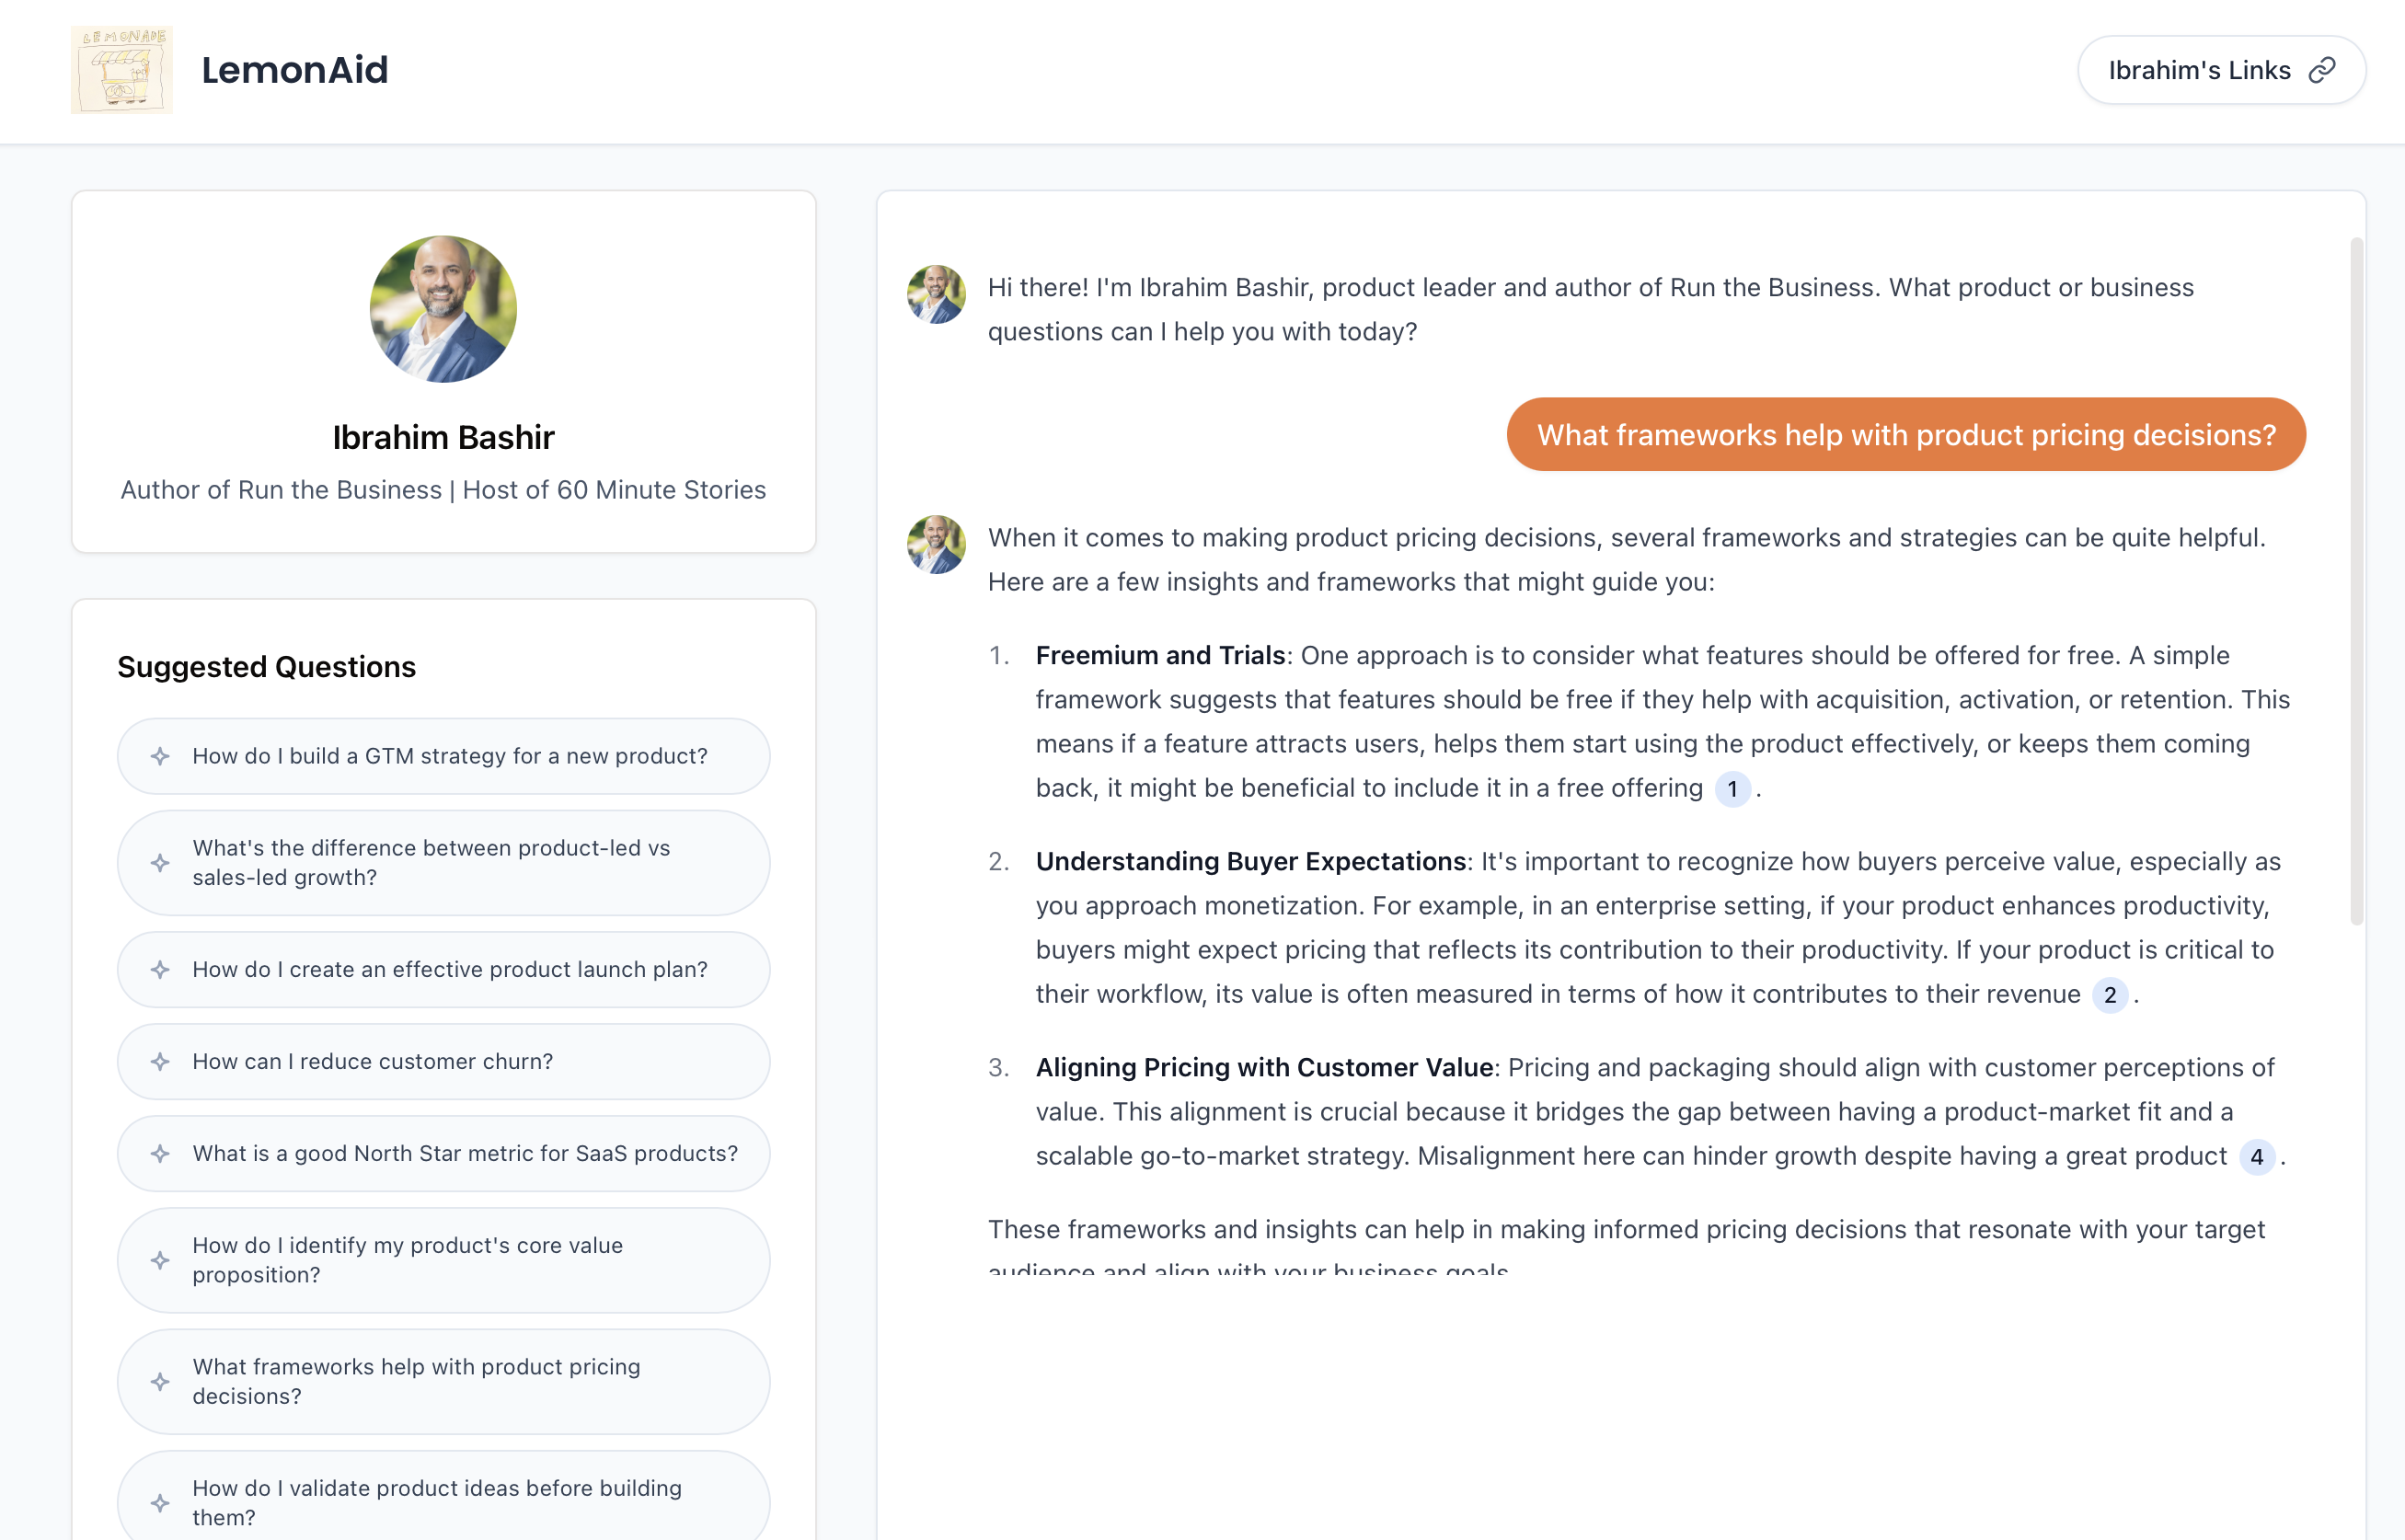 LEMONADE
LemonAid
Ibrahim's Links
Ibrahim Bashir
Author of Run the Business | Host of 60 Minute Stories
Suggested Questions
How do I build a GTM strategy for a new product?
What's the difference between product-led vs
sales-led growth?
How do I create an effective product launch plan?
How can I reduce customer churn?
What is a good North Star metric for SaaS products?
How do I identify my product's core value
proposition?
What frameworks help with product pricing
decisions?
How do I validate product ideas before building
them?
Hi there! I'm Ibrahim Bashir, product leader and author of Run the Business. What product or business
questions can I help you with today?
What frameworks help with product pricing decisions?
When it comes to making product pricing decisions, several frameworks and strategies can be quite helpful.
Here are a few insights and frameworks that might guide you:
1. Freemium and Trials: One approach is to consider what features should be offered for free. A simple
framework suggests that features should be free if they help with acquisition, activation, or retention. This
means if a feature attracts users, helps them start using the product effectively, or keeps them coming
back, it might be beneficial to include it in a free offering 1.
2. Understanding Buyer Expectations: It's important to recognize how buyers perceive value, especially as
you approach monetization. For example, in an enterprise setting, if your product enhances productivity,
buyers might expect pricing that reflects its contribution to their productivity. If your product is critical to
their workflow, its value is often measured in terms of how it contributes to their revenue 2.
3. Aligning Pricing with Customer Value: Pricing and packaging should align with customer perceptions of
value. This alignment is crucial because it bridges the gap between having a product-market fit and a
scalable go-to-market strategy. Misalignment here can hinder growth despite having a great product 4.
These frameworks and insights can help in making informed pricing decisions that resonate with your target
audience and align with your business goals.